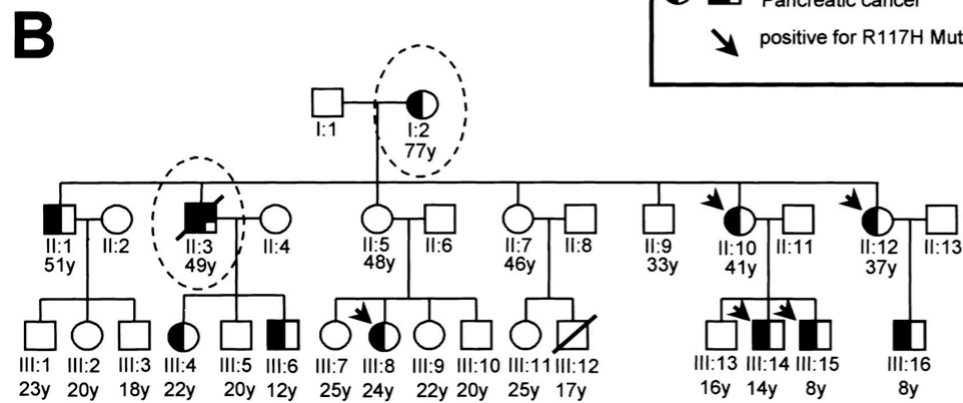 B
Pancreatic cancer
positive for R117H Mut
I:1 I:2
77y
II:1 II:2 II:3 II:4 II:5 II:6 II:7 II:8 II:9 II:10 II:11 II:12 II:13
51y 49y 48y 46y 33y 41y 37y
III:1 III:2 III:3 III:4 III:5 III:6 III:7 III:8 III:9 III:10 III:11 III:12 III:13 III:14 III:15 III:16
23y 20y 18y 22y 20y 12y 25y 24y 22y 20y 25y 17y 16y 14y 8y 8y